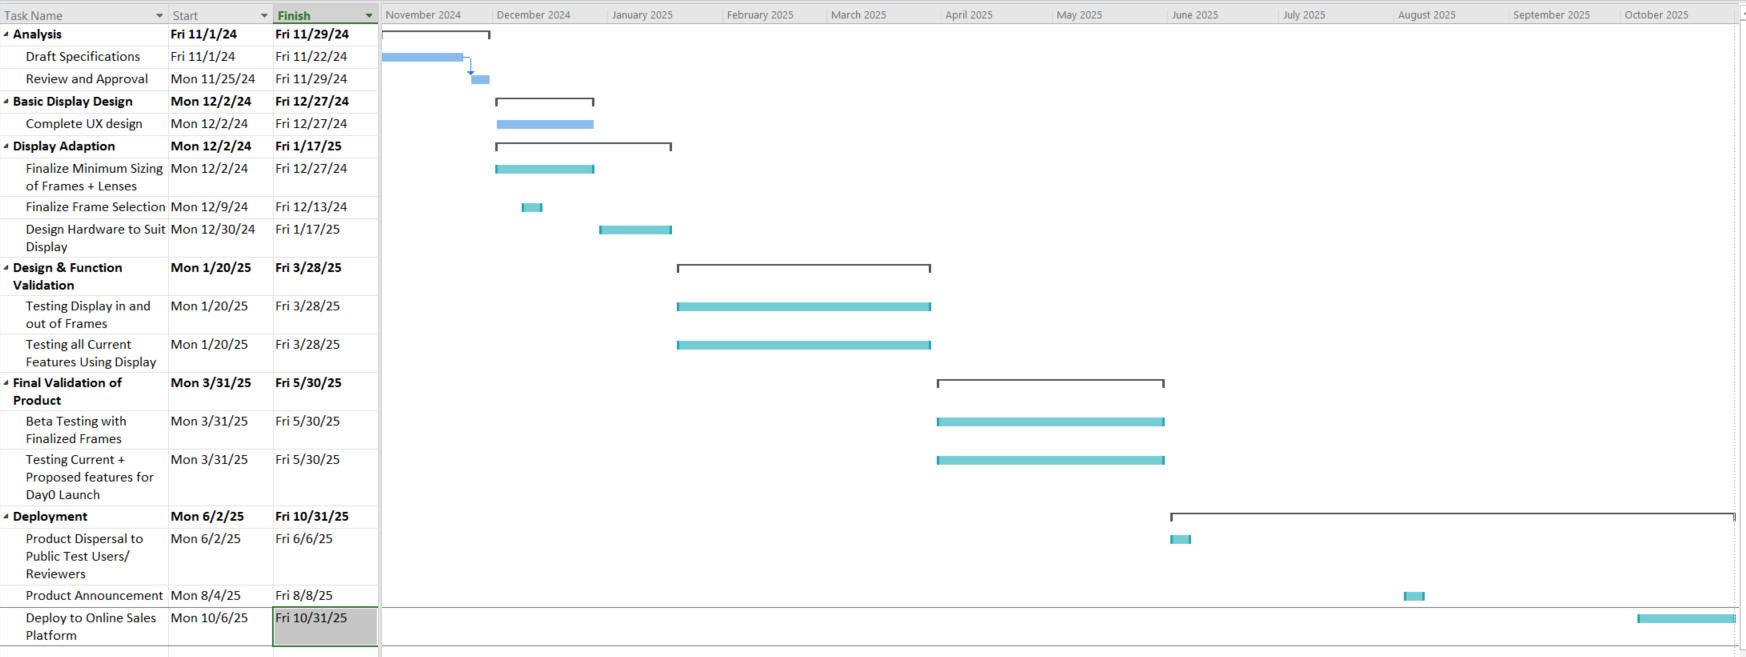 Task Name Start Finish November 2024 December 2024 January 2025 February 2025 March 2025 April 2025 May 2025 June 2025 July 2025 August 2025 September 2025 October 2025
Analysis Fri 11/1/24 Fri 11/29/24
Draft Specifications Fri 11/1/24 Fri 11/22/24
Review and Approval Mon 11/25/24 Fri 11/29/24
Basic Display Design Mon 12/2/24 Fri 12/27/24
Complete UX design Mon 12/2/24 Fri 12/27/24
Display Adaption Mon 12/2/24 Fri 1/17/25
Finalize Minimum Sizing Mon 12/2/24 Fri 12/27/24
of Frames + Lenses
Finalize Frame Selection Mon 12/9/24 Fri 12/13/24
Design Hardware to Suit Mon 12/30/24 Fri 1/17/25
Display
Design & Function Mon 1/20/25 Fri 3/28/25
Validation
Testing Display in and Mon 1/20/25 Fri 3/28/25
out of Frames
Testing all Current Mon 1/20/25 Fri 3/28/25
Features Using Display
Final Validation of Mon 3/31/25 Fri 5/30/25
Product
Beta Testing with Mon 3/31/25 Fri 5/30/25
Finalized Frames
Testing Current + Mon 3/31/25 Fri 5/30/25
Proposed features for
Day0 Launch
Deployment Mon 6/2/25 Fri 10/31/25
Product Dispersal to Mon 6/2/25 Fri 6/6/25
Public Test Users/
Reviewers
Product Announcement Mon 8/4/25 Fri 8/8/25
Deploy to Online Sales Mon 10/6/25 Fri 10/31/25
Platform